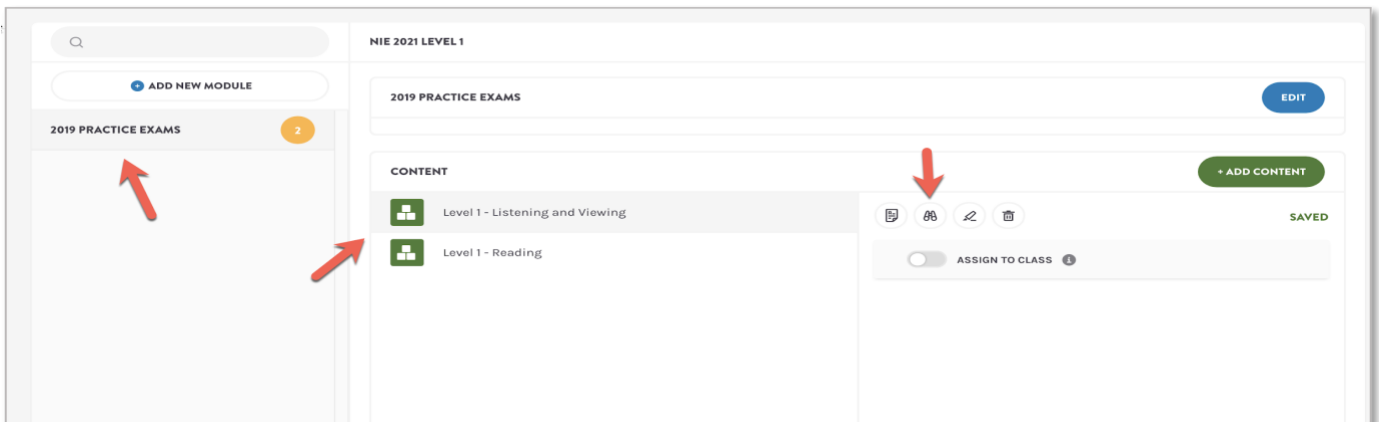 NIE 2021 LEVEL 1
ADD NEW MODULE
2019 PRACTICE EXAMS
2
2019 PRACTICE EXAMS
EDIT
CONTENT
+ ADD CONTENT
Level 1 - Listening and Viewing
Level 1 - Reading
SAVED
ASSIGN TO CLASS